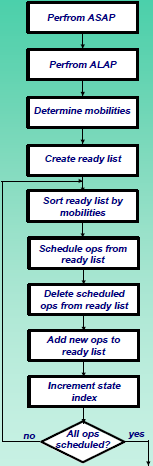 Perfrom ASAP
Perfrom ALAP
Determine mobilities
Create ready list
Sort ready list by
mobilities
Schedule ops from
ready list
Delete scheduled
ops from ready list
Add new ops to
ready list
Increment state
index
no
All ops
scheduled?
yes